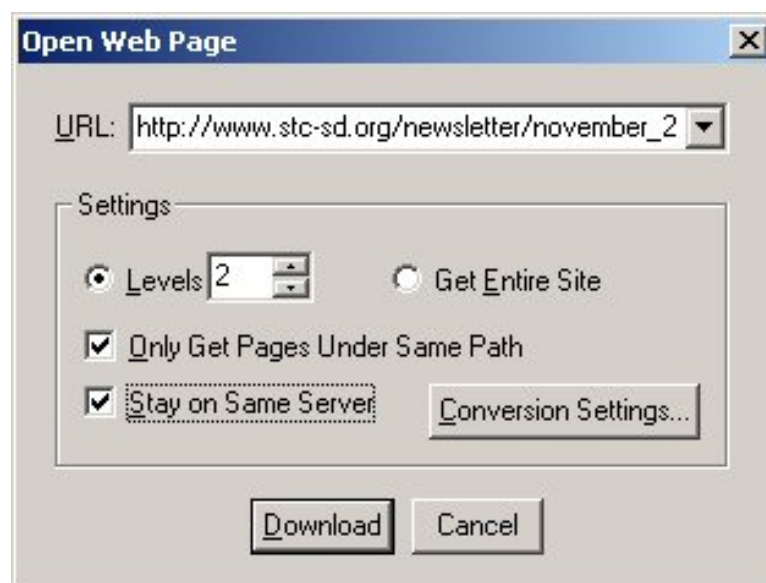 Open Web Page
URL: http://www.stc-sd.org/newsletter/november_2
Settings
Levels 2 Get Entire Site
Only Get Pages Under Same Path
Stay on Same Server Conversion Settings...
Download Cancel